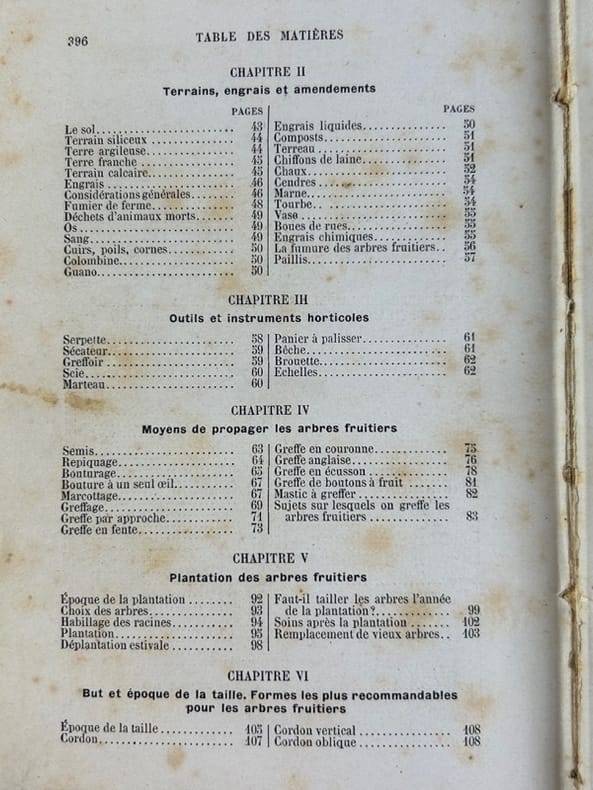 396
TABLE DES MATIÈRES
CHAPITRE II
Terrains, engrais et amendements
PAGES
Le sol........................ 43
Terrain siliceux ............... 44
Terre argileuse................ 44
Terre franche ................. 45
Terrain calcaire................ 45
Engrais ...................... 46
Considérations générales......... 46
Fumier de ferme............... 48
Déchets d'animaux morts....... 49
Os........................... 49
Sang......................... 49
Cuirs, poils, cornes............ 50
Colombine.................... 50
Guano........................ 50
PAGES
Engrais liquides............... 50
Composts..................... 51
Terreau ...................... 51
Chiffons de laine.............. 51
Chaux........................ 52
Cendres ...................... 54
Marne........................ 54
Tourbe....................... 54
Vase ......................... 55
Boues de rues................. 55
Engrais chimiques............. 55
La fumure des arbres fruitiers.. 56
Paillis........................ 57
CHAPITRE III
Outils et instruments horticoles
Serpette...................... 58
Sécateur...................... 59
Greffoir ...................... 59
Scie.......................... 60
Marteau...................... 60
Panier à palisser............... 61
Bêche........................ 61
Brouette...................... 62
Echelles...................... 62
CHAPITRE IV
Moyens de propager les arbres fruitiers
Semis........................ 63
Repiquage.................... 64
Bouturage.................... 65
Bouture à un seul œil.......... 67
Marcottage................... 67
Greffage...................... 69
Greffe par approche........... 71
Greffe en fente................ 73
Greffe en couronne............ 75
Greffe anglaise................ 76
Greffe en écusson ............. 78
Greffe de boutons à fruit ....... 81
Mastic à greffer ............... 82
Sujets sur lesquels on greffe les
arbres fruitiers ............. 83
CHAPITRE V
Plantation des arbres fruitiers
Époque de la plantation ........ 92
Choix des arbres.............. 93
Habillage des racines........... 94
Plantation.................... 95
Déplantation estivale ........... 98
Faut-il tailler les arbres l'année
de la plantation ?............ 99
Soins après la plantation ....... 102
Remplacement de vieux arbres.. 103
CHAPITRE VI
But et époque de la taille. Formes les plus recommandables
pour les arbres fruitiers
Époque de la taille ............. 105
Cordon....................... 107
Cordon vertical ............... 108
Cordon oblique ............... 108